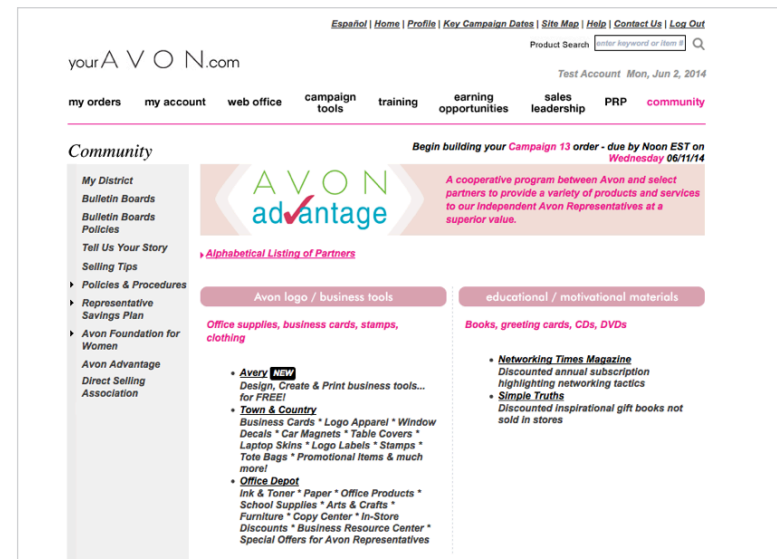 Español | Home | Profile | Key Campaign Dates | Site Map | Help | Contact Us | Log Out
Product Search enter keyword or item #
yourAVON.com
Test Account Mon, Jun 2, 2014
my orders my account web office campaign tools training earning opportunities sales leadership PRP community
Community
Begin building your Campaign 13 order - due by Noon EST on
Wednesday 06/11/14
My District
Bulletin Boards
Bulletin Boards
Policies
Tell Us Your Story
Selling Tips
Policies & Procedures
Representative
Savings Plan
Avon Foundation for
Women
Avon Advantage
Direct Selling
Association
AVON
advantage
A cooperative program between Avon and select
partners to provide a variety of products and services
to our Independent Avon Representatives at a
superior value.
Alphabetical Listing of Partners
Avon logo / business tools
Office supplies, business cards, stamps,
clothing
• Avery NEW
Design, Create & Print business tools...
for FREE!
• Town & Country
Business Cards * Logo Apparel * Window
Decals * Car Magnets * Table Covers *
Laptop Skins * Logo Labels * Stamps *
Tote Bags * Promotional Items & much
more!
• Office Depot
Ink & Toner * Paper * Office Products *
School Supplies * Arts & Crafts *
Furniture * Copy Center * In-Store
Discounts * Business Resource Center *
Special Offers for Avon Representatives
educational / motivational materials
Books, greeting cards, CDs, DVDs
• Networking Times Magazine
Discounted annual subscription
highlighting networking tactics
• Simple Truths
Discounted inspirational gift books not
sold in stores